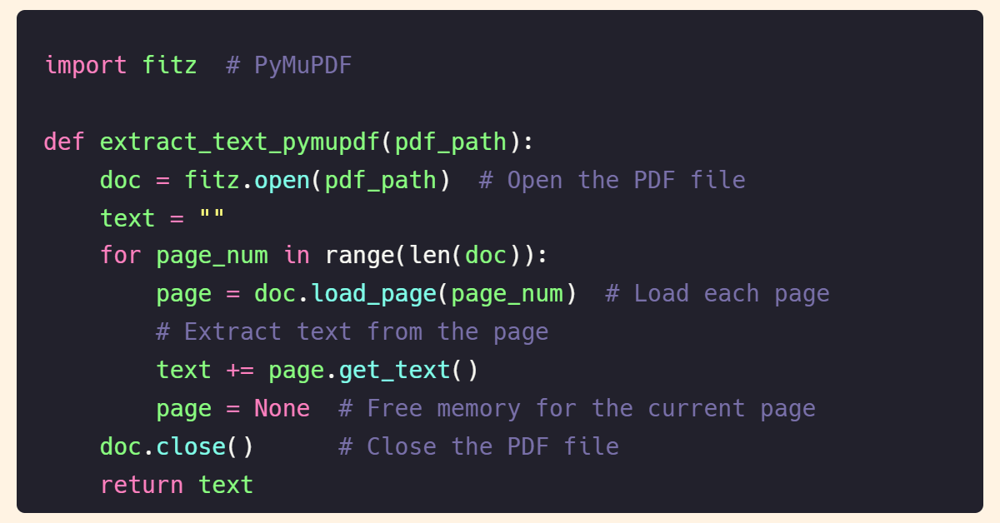 import fitz  # PyMuPDF

def extract_text_pymupdf(pdf_path):
    doc = fitz.open(pdf_path)  # Open the PDF file
    text = ""
    for page_num in range(len(doc)):
        page = doc.load_page(page_num)  # Load each page
        # Extract text from the page
        text += page.get_text()
        page = None  # Free memory for the current page
    doc.close()      # Close the PDF file
    return text